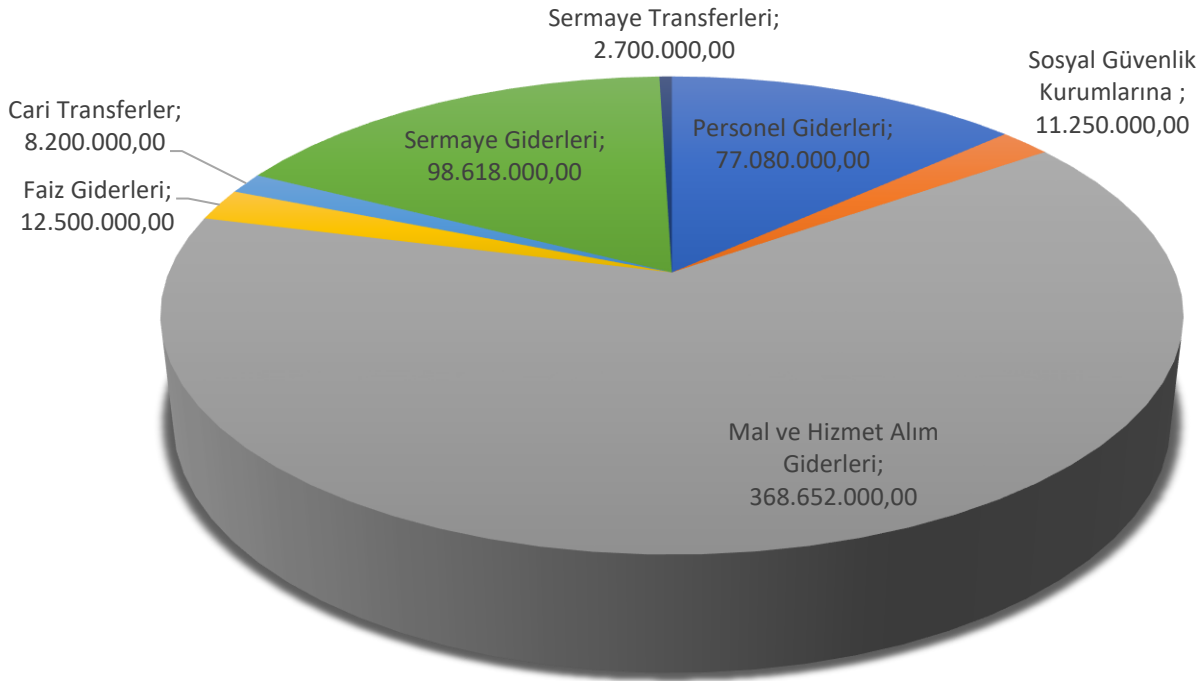 Sermaye Transferleri;
2.700.000,00
Sosyal Güvenlik
Kurumlarına ;
11.250.000,00
Cari Transferler;
8.200.000,00
Sermaye Giderleri;
98.618.000,00
Personel Giderleri;
77.080.000,00
Faiz Giderleri;
12.500.000,00
Mal ve Hizmet Alım
Giderleri;
368.652.000,00